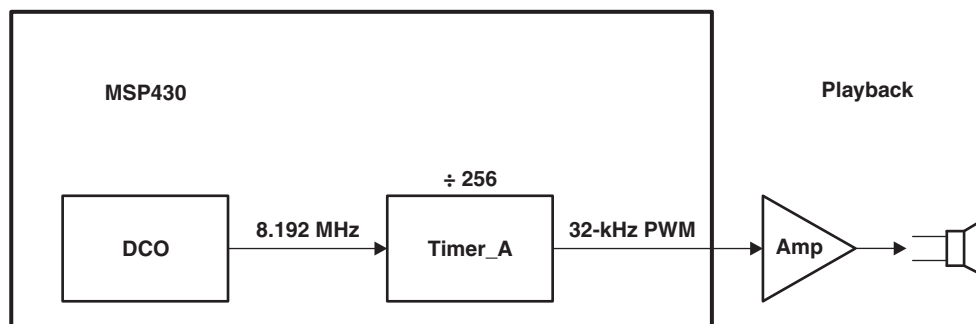 MSP430
Playback
÷ 256
DCO
8.192 MHz
Timer_A
32-kHz PWM
Amp